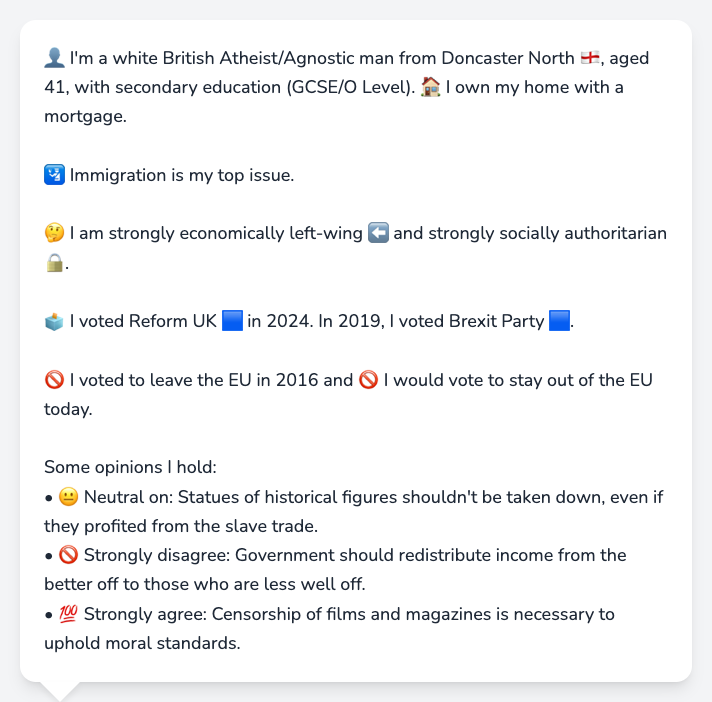 👤 I'm a white British Atheist/Agnostic man from Doncaster North 🏴󠁧󠁢󠁥󠁮󠁧󠁿, aged
41, with secondary education (GCSE/O Level). 🏠 I own my home with a
mortgage.
🛂 Immigration is my top issue.
🤔 I am strongly economically left-wing ⬅️ and strongly socially authoritarian
🔒.
🗳️ I voted Reform UK 🟦 in 2024. In 2019, I voted Brexit Party 🟦.
🚫 I voted to leave the EU in 2016 and 🚫 I would vote to stay out of the EU
today.
Some opinions I hold:
• 😐 Neutral on: Statues of historical figures shouldn't be taken down, even if
they profited from the slave trade.
• 🚫 Strongly disagree: Government should redistribute income from the
better off to those who are less well off.
• 💯 Strongly agree: Censorship of films and magazines is necessary to
uphold moral standards.